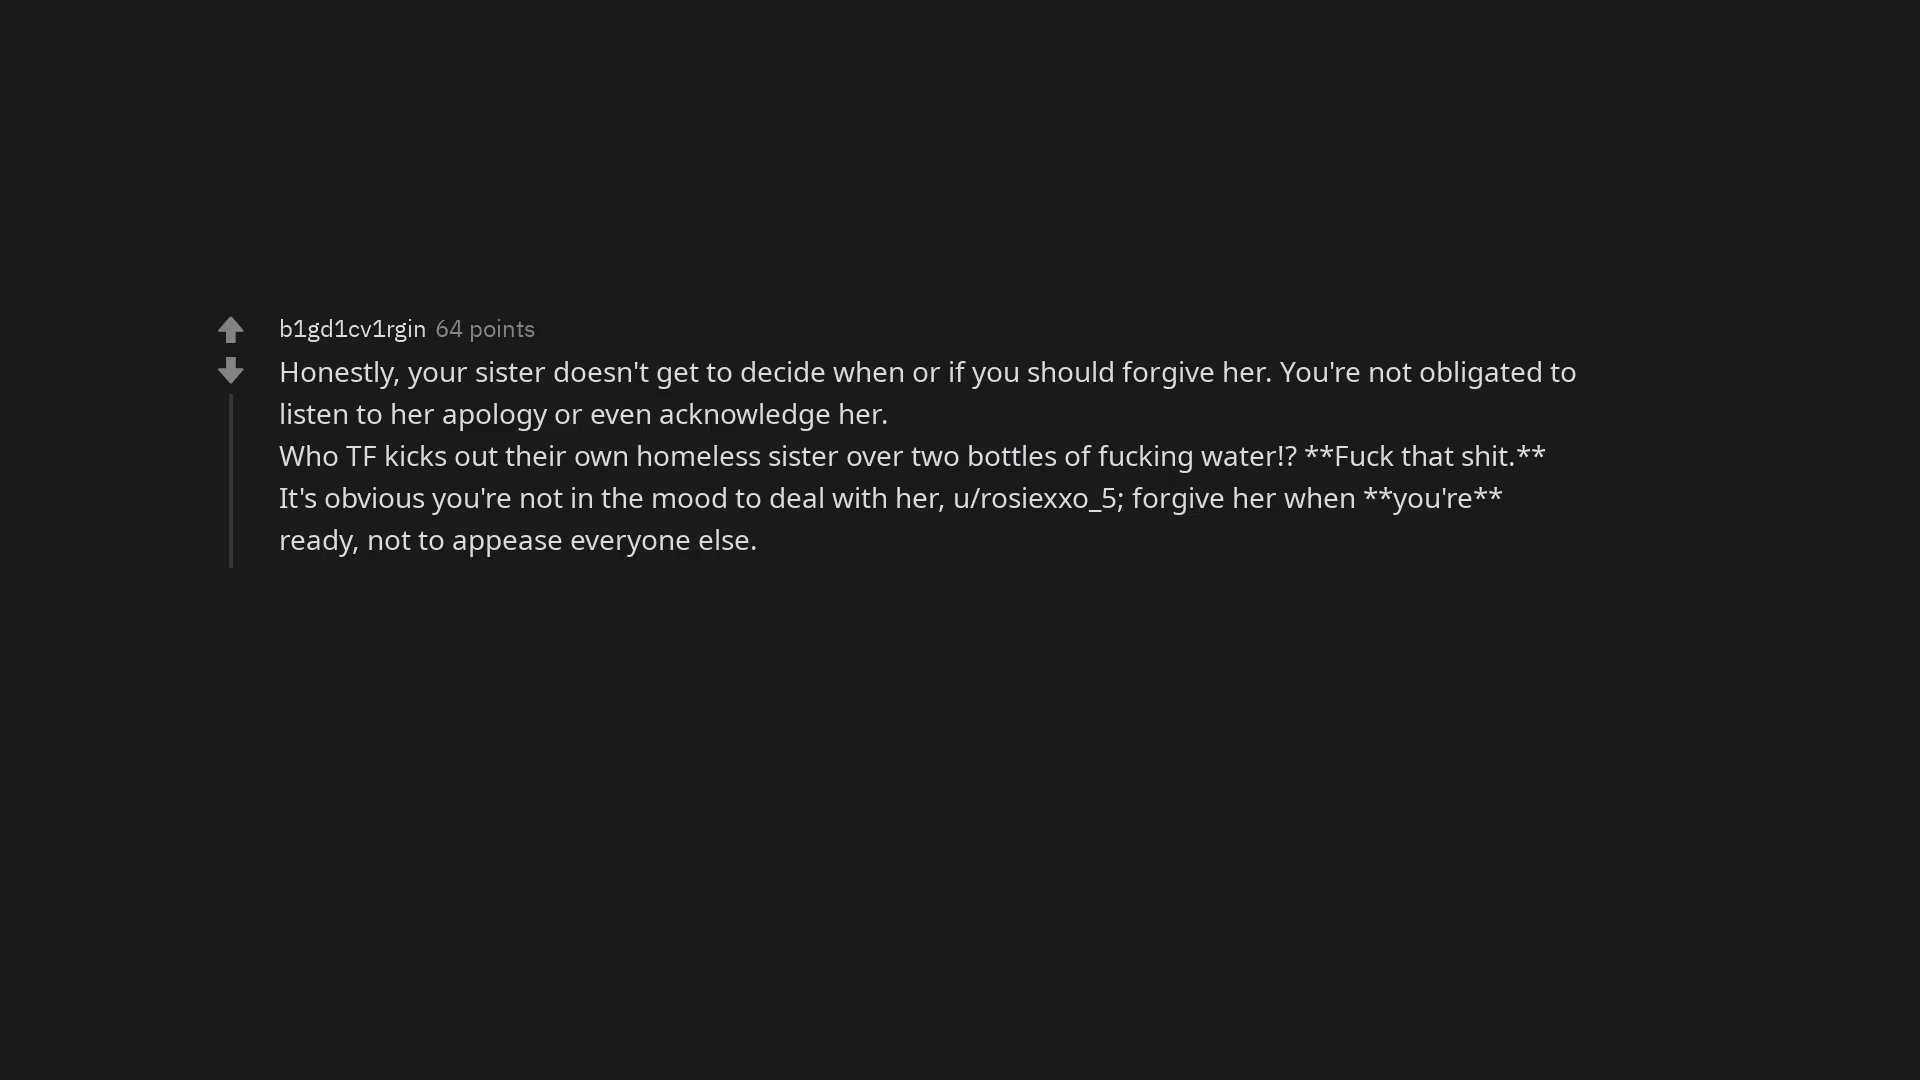 b1gd1cv1rgin 64 points
Honestly, your sister doesn't get to decide when or if you should forgive her. You're not obligated to
listen to her apology or even acknowledge her.
Who TF kicks out their own homeless sister over two bottles of fucking water!? **Fuck that shit.**
It's obvious you're not in the mood to deal with her, u/rosiexxo_5; forgive her when **you're**
ready, not to appease everyone else.